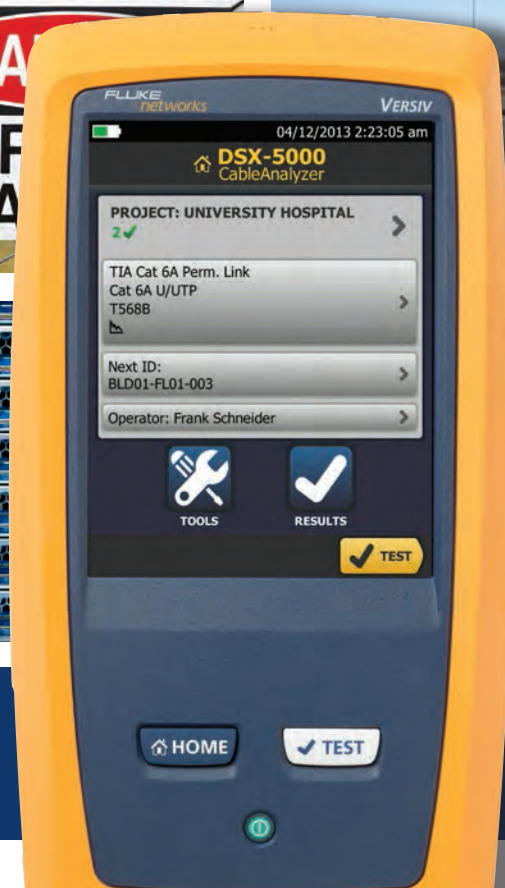 FLUKE
networks
VERSIV
04/12/2013 2:23:05 am
DSX-5000
CableAnalyzer
PROJECT: UNIVERSITY HOSPITAL
2
TIA Cat 6A Perm. Link
Cat 6A U/UTP
T568B
Next ID:
BLD01-FL01-003
Operator: Frank Schneider
TOOLS
RESULTS
TEST
HOME
TEST